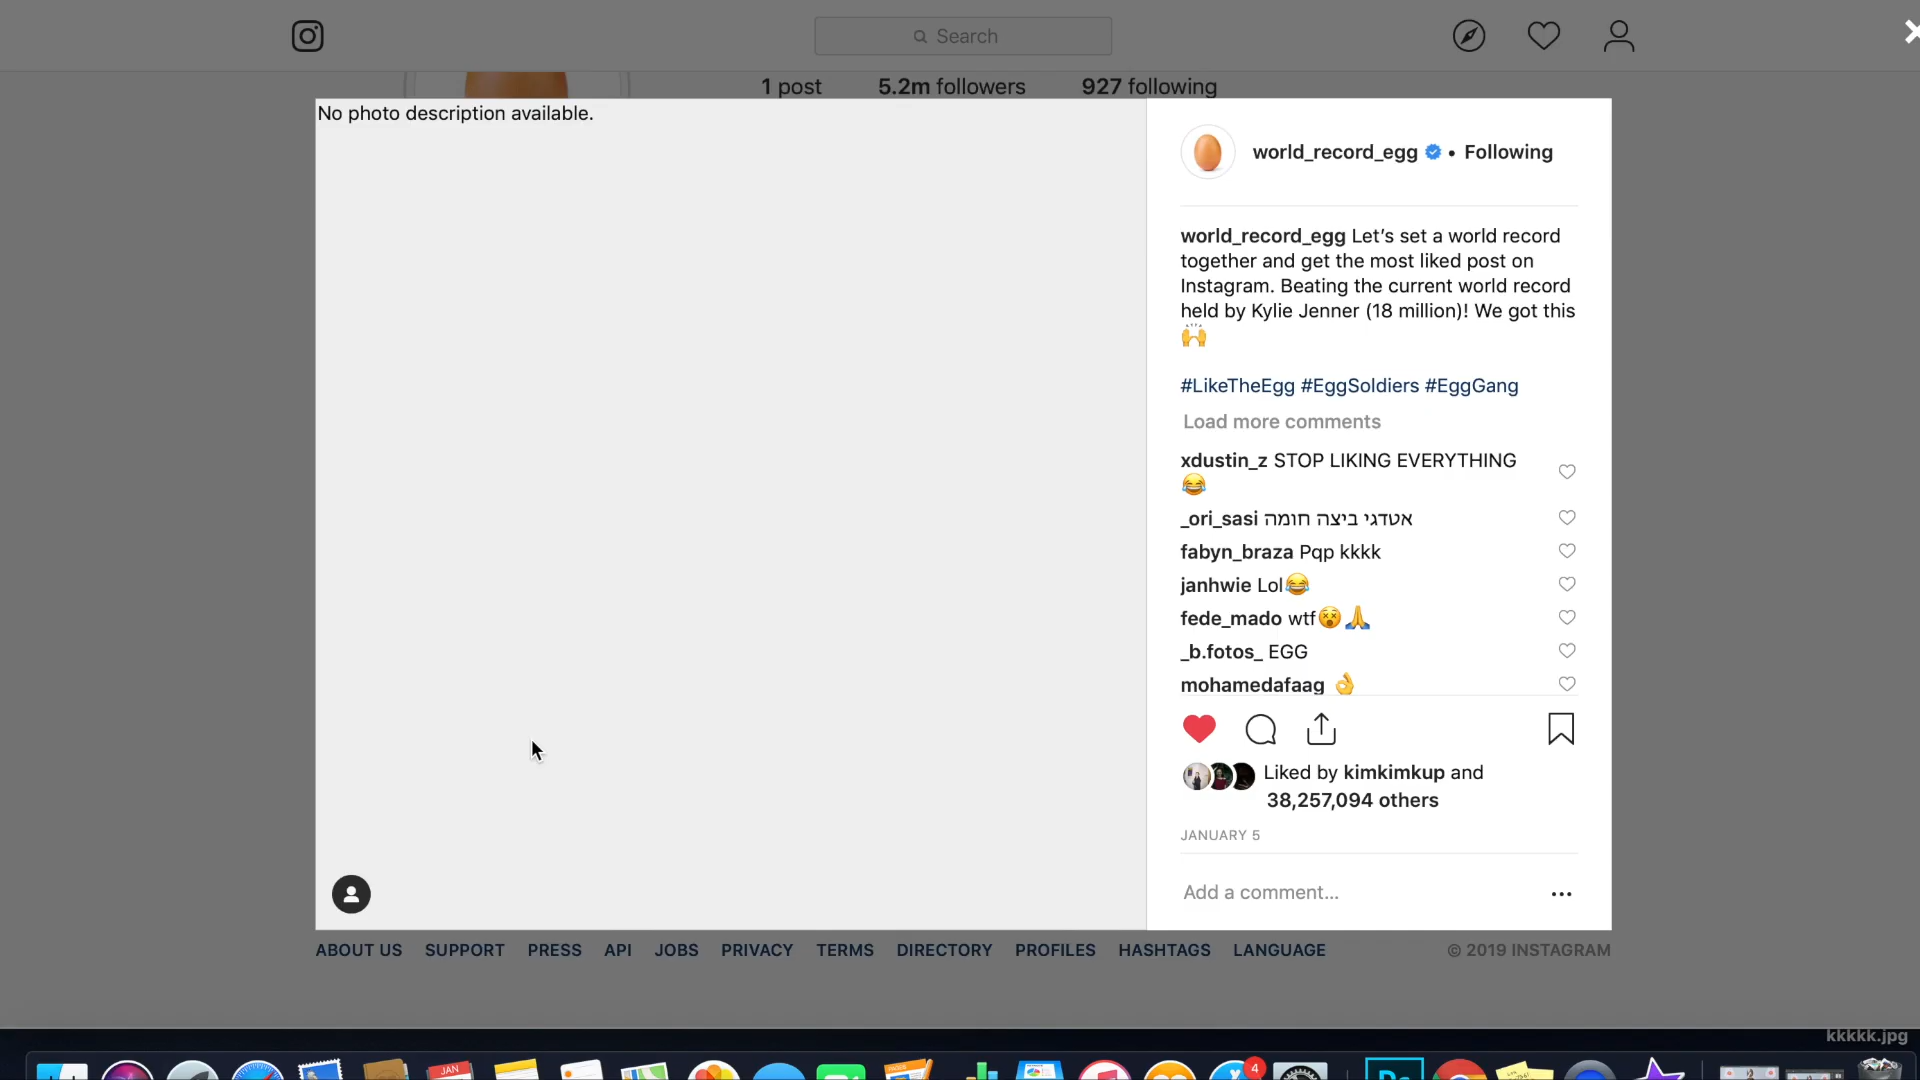 Search
1 post 5.2m followers 927 following
No photo description available.
world_record_egg • Following
world_record_egg Let's set a world record
together and get the most liked post on
Instagram. Beating the current world record
held by Kylie Jenner (18 million)! We got this
🙌
#LikeTheEgg #EggSoldiers #EggGang
Load more comments
xdustin_z STOP LIKING EVERYTHING
😂
_ori_sasi אטדגי ביצה חומה
fabyn_braza Pqp kkkk
janhwie Lol😂
fede_mado wtf😵🙏
_b.fotos_ EGG
mohamedafaag 👌
Liked by kimkimkup and
38,257,094 others
JANUARY 5
Add a comment...
ABOUT US SUPPORT PRESS API JOBS PRIVACY TERMS DIRECTORY PROFILES HASHTAGS LANGUAGE © 2019 INSTAGRAM
kkkkk.jpg
JAN
PAGES
4
Ps